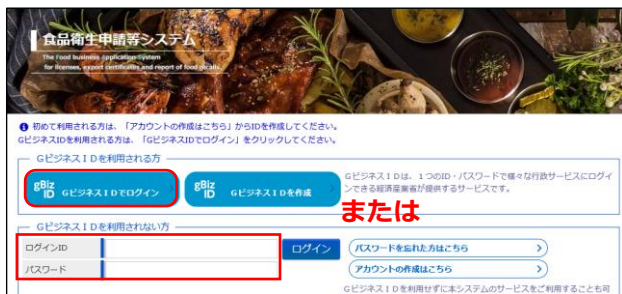 食品衛生申請等システム
The Food business Application System
for licenses, export certificates and report of food recalls
初めて利用される方は、「アカウントの作成はこちら」からIDを作成してください。
GビジネスIDを利用される方は、「GビジネスIDでログイン」をクリックしてください。
GビジネスIDを利用される方
gBiz ID GビジネスIDでログイン
gBiz ID GビジネスIDを作成
GビジネスIDは、1つのID・パスワードで様々な行政サービスにログイ
ンできる経済産業省が提供するサービスです。
または
GビジネスIDを利用されない方
ログインID
ログイン
パスワードを忘れた方はこちら
パスワード
アカウントの作成はこちら
GビジネスIDを利用せずに本システムのサービスをご利用することも可